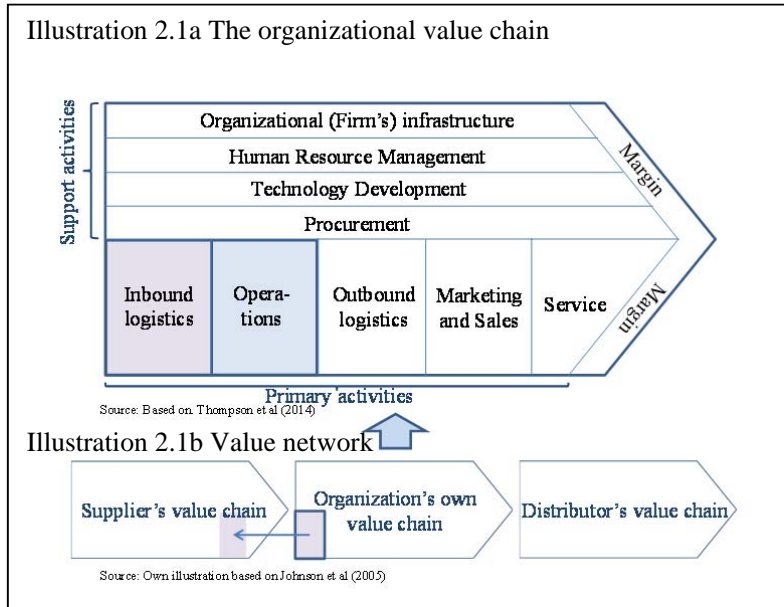 Illustration 2.1a The organizational value chain
Support activities
Organizational (Firm's) infrastructure
Human Resource Management
Technology Development
Procurement
Margin
Inbound
logistics
Opera-
tions
Outbound
logistics
Marketing
and Sales
Service
Margin
Primary activities
Source: Based on Thompson et al (2014)
Illustration 2.1b Value network
Supplier's value chain
Organization's own
value chain
Distributor's value chain
Source: Own illustration based on Johnson et al (2005)